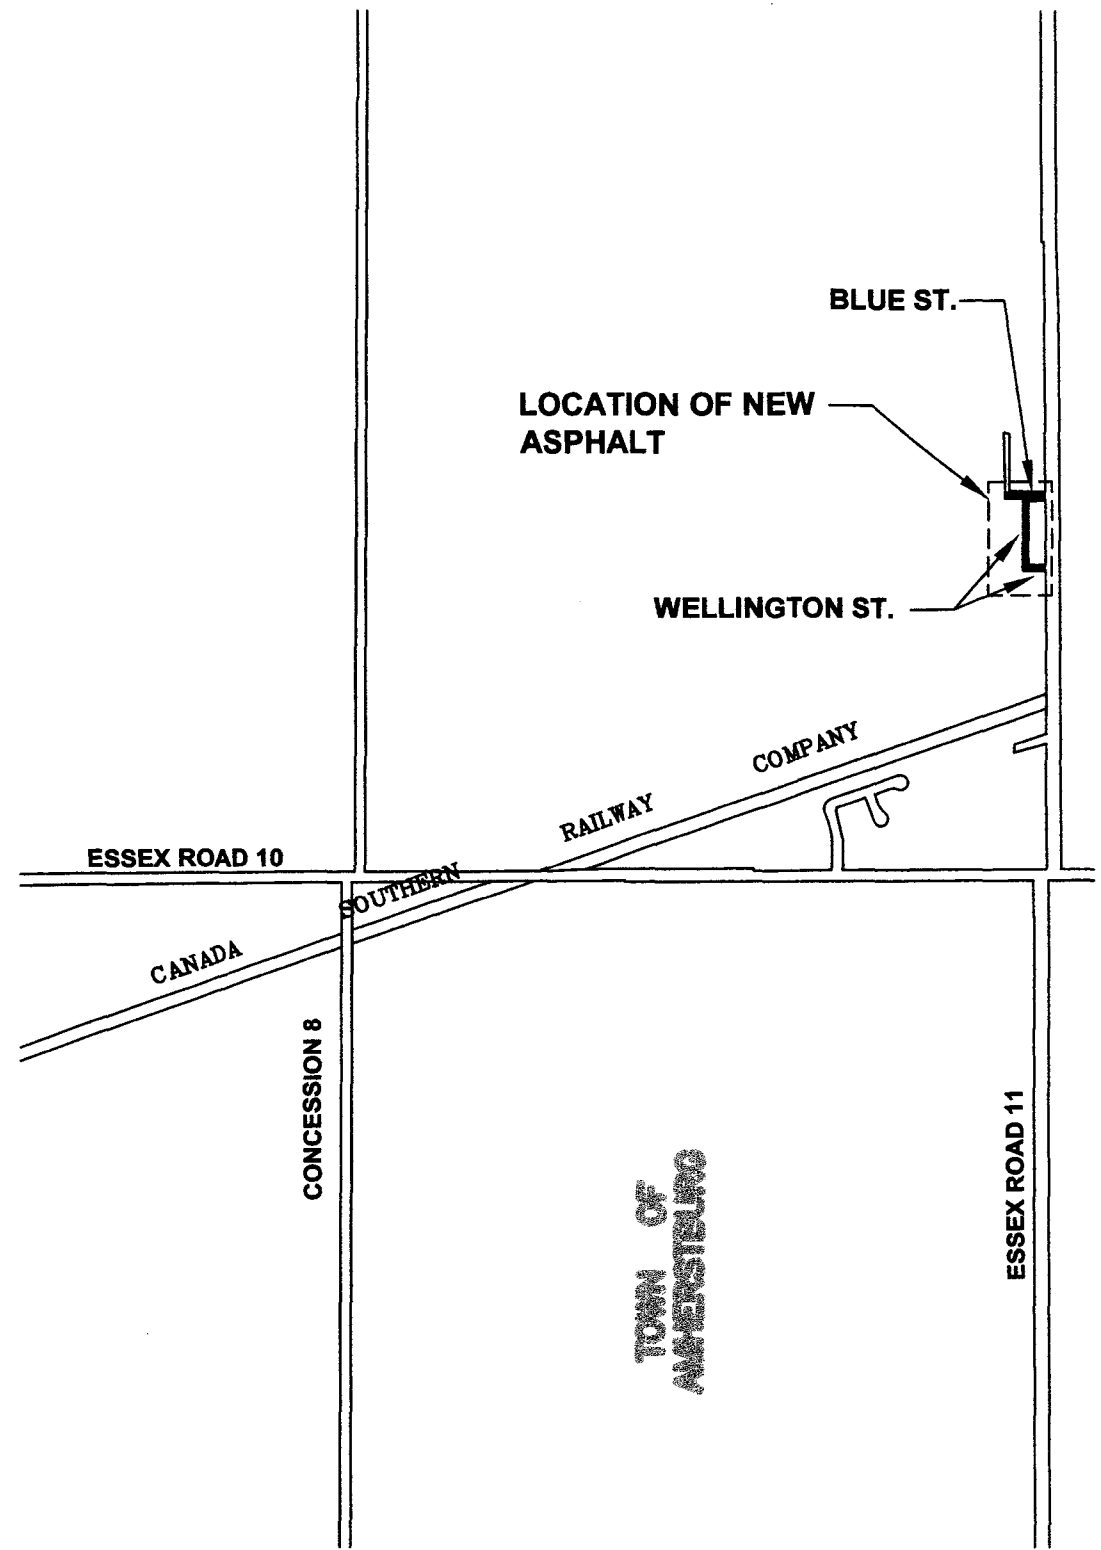 BLUE ST.
LOCATION OF NEW
ASPHALT
WELLINGTON ST.
CANADA SOUTHERN RAILWAY COMPANY
ESSEX ROAD 10
CONCESSION 8
ESSEX ROAD 11
TOWN OF
AMHERSTBURG